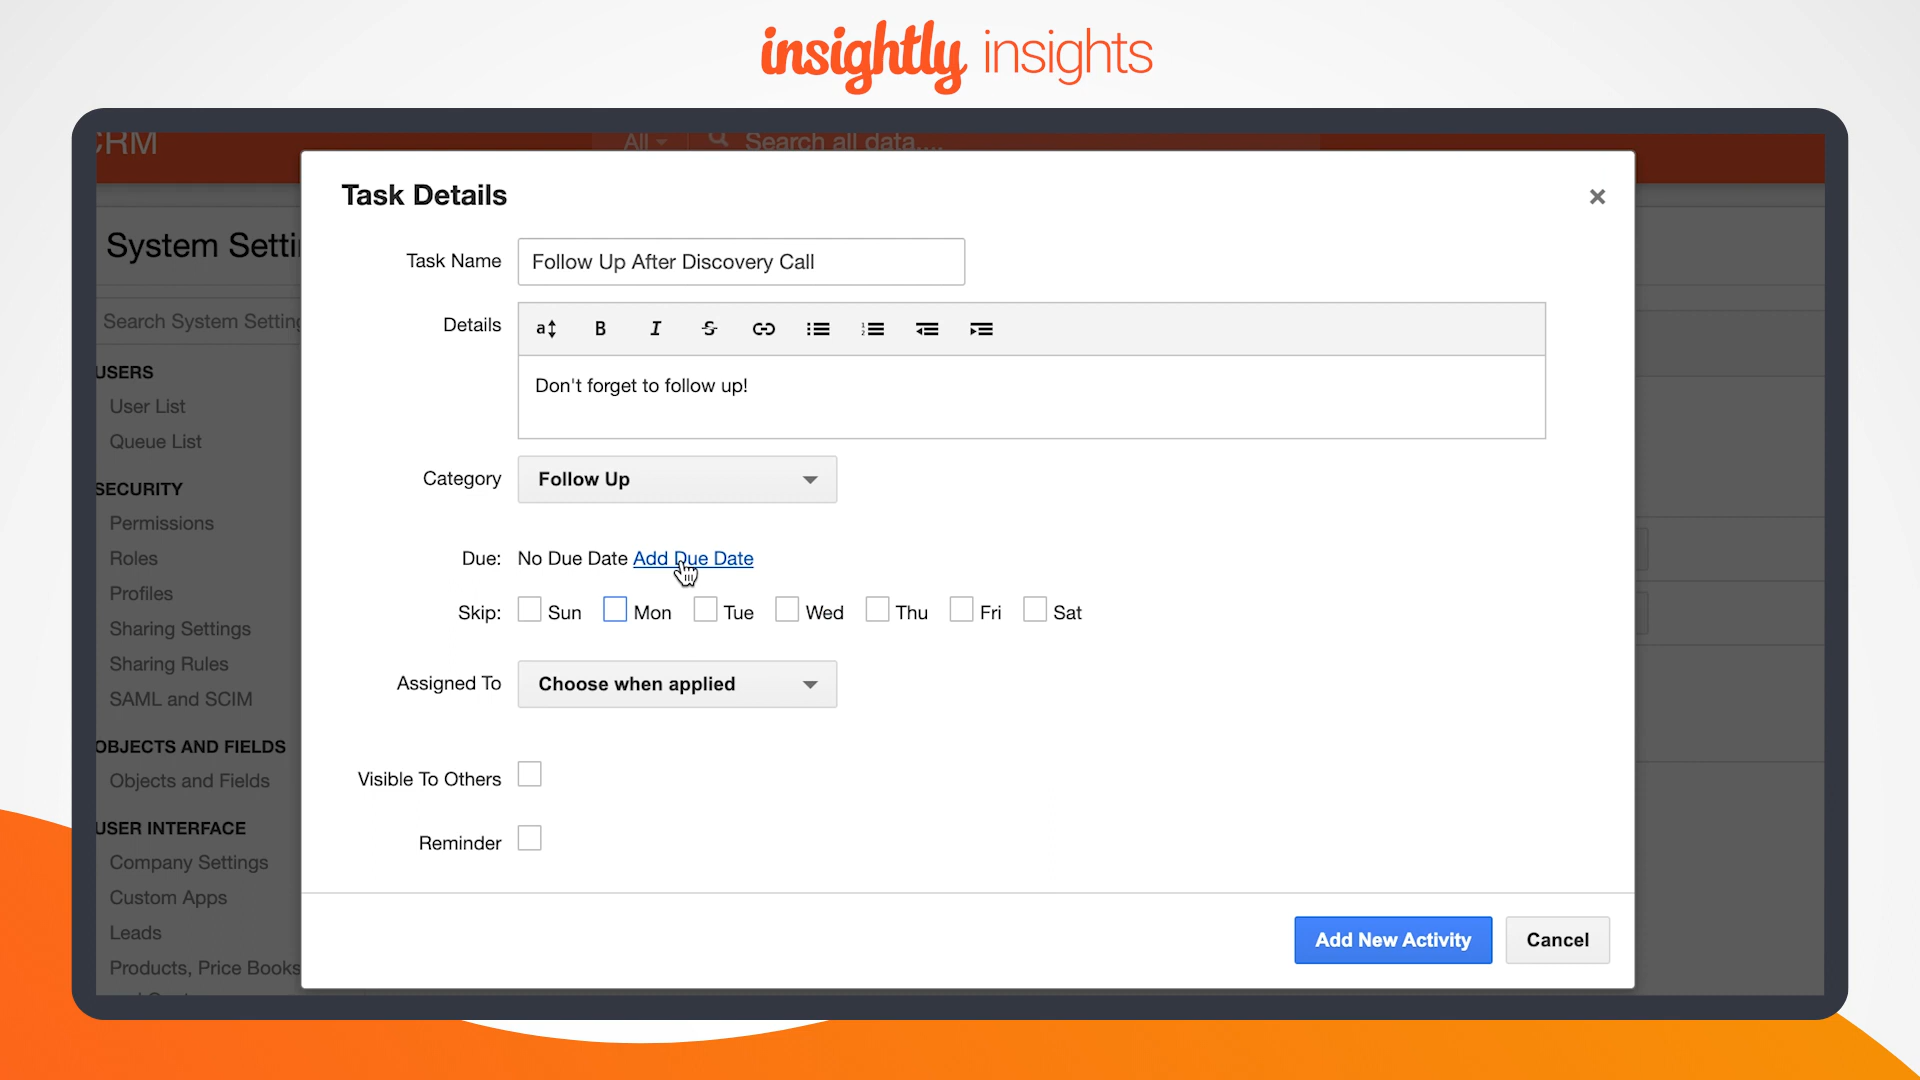 insightly insights
CRM
All
Search all data....
System Setti
Search System Setting
Task Details
Task Name
Follow Up After Discovery Call
Details
a B I S
Don't forget to follow up!
Category
Follow Up
Due: No Due Date Add Due Date
Skip: Sun Mon Tue Wed Thu Fri Sat
Assigned To
Choose when applied
Visible To Others
Reminder
Add New Activity
Cancel
USERS
User List
Queue List
SECURITY
Permissions
Roles
Profiles
Sharing Settings
Sharing Rules
SAML and SCIM
OBJECTS AND FIELDS
Objects and Fields
USER INTERFACE
Company Settings
Custom Apps
Leads
Products, Price Books